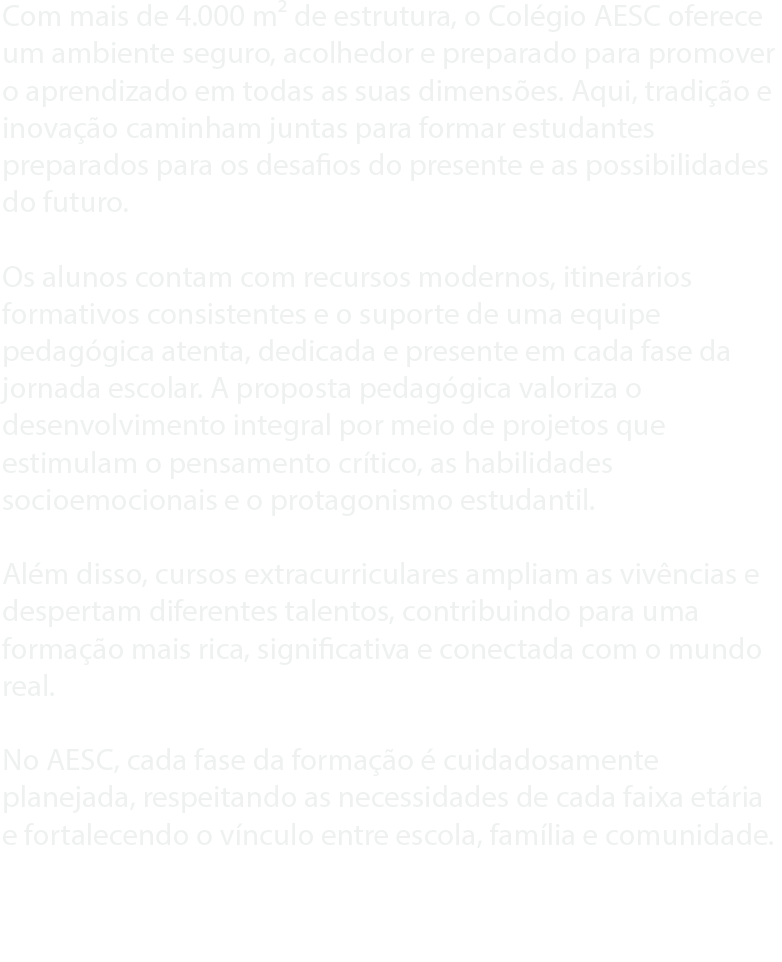 Com mais de 4.000 m² de estrutura, o Colégio AESC oferece
um ambiente seguro, acolhedor e preparado para promover
o aprendizado em todas as suas dimensões. Aqui, tradição e
inovação caminham juntas para formar estudantes
preparados para os desafios do presente e as possibilidades
do futuro.
Os alunos contam com recursos modernos, itinerários
formativos consistentes e o suporte de uma equipe
pedagógica atenta, dedicada e presente em cada fase da
jornada escolar. A proposta pedagógica valoriza o
desenvolvimento integral por meio de projetos que
estimulam o pensamento crítico, as habilidades
socioemocionais e o protagonismo estudantil.
Além disso, cursos extracurriculares ampliam as vivências e
despertam diferentes talentos, contribuindo para uma
formação mais rica, significativa e conectada com o mundo
real.
No AESC, cada fase da formação é cuidadosamente
planejada, respeitando as necessidades de cada faixa etária
e fortalecendo o vínculo entre escola, família e comunidade.